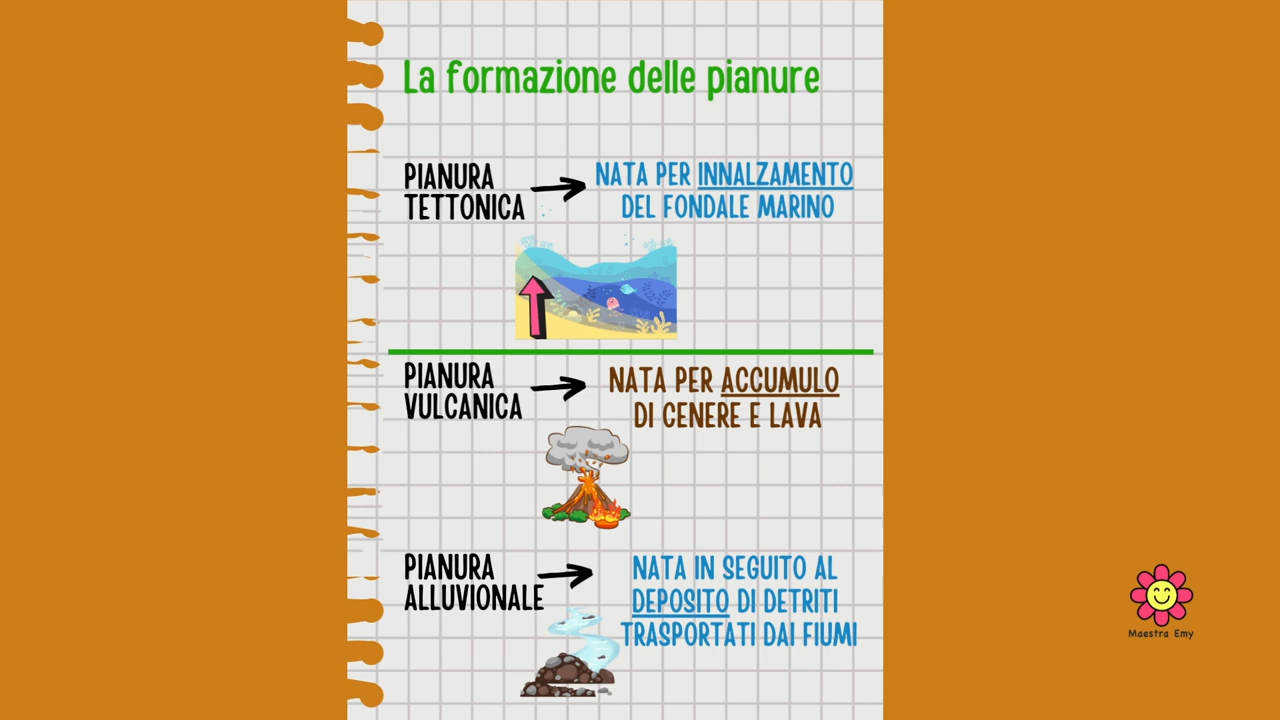 La formazione delle pianure
PIANURA
TETTONICA
NATA PER INNALZAMENTO
DEL FONDALE MARINO
PIANURA
VULCANICA
NATA PER ACCUMULO
DI CENERE E LAVA
PIANURA
ALLUVIONALE
NATA IN SEGUITO AL
DEPOSITO DI DETRITI
TRASPORTATI DAI FIUMI
Maestra Emy